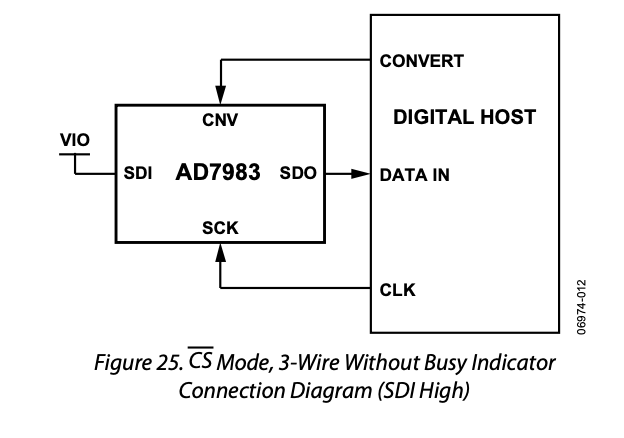 CONVERT
CNV
DIGITAL HOST
VIO
SDI AD7983 SDO
DATA IN
SCK
CLK
06974-012
Figure 25. C̅S̅ Mode, 3-Wire Without Busy Indicator
Connection Diagram (SDI High)